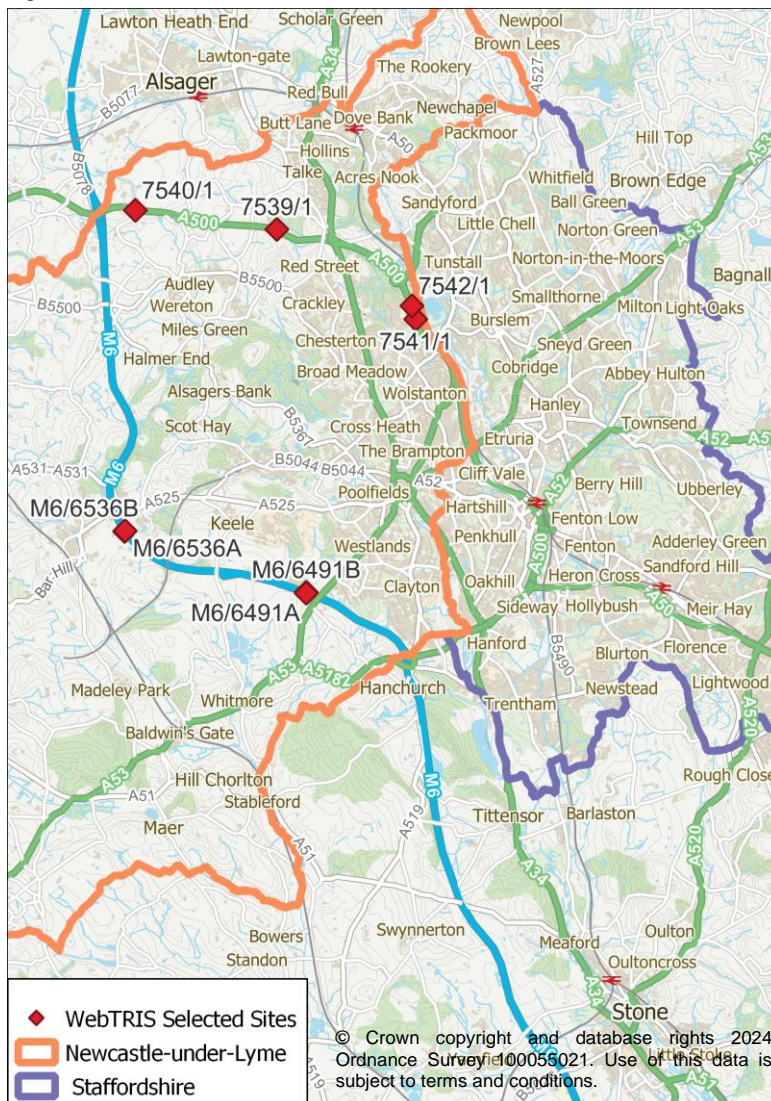 Lawton Heath End
Scholar Green
Newpool
Lawton-gate
A34
Brown Lees
The Rookery
A527
Alsager
B5077
Red Bull
Butt Lane
Dove Bank
Newchapel
A50
Packmoor
Hill Top
A53
Hollins
B5078
Talke
Acres Nook
Whitfield
Brown Edge
7540/1
Sandyford
Ball Green
7539/1
Little Chell
Norton Green
A53
A500
Tunstall
Norton-in-the-Moors
Bagnall
Red Street
A500
Audley
B5500
7542/1
B5500
Wereton
Crackley
Smallthorne
Milton
Light Oaks
Miles Green
Chesterton
7541/1
Burslem
M6
Halmer End
Broad Meadow
Sneyd Green
Alsagers Bank
Wolstanton
Cobridge
Abbey Hulton
Scot Hay
B5367
Cross Heath
Hanley
Etruria
Townsend
A531
A531
The Brampton
A52
M6
B5044
B5044
A52
Cliff Vale
A52
Berry Hill
A525
Poolfields
Ubberley
M6/6536B
A525
Hartshill
Keele
Fenton Low
Penkhull
Adderley Green
M6/6536A
Westlands
A500
Fenton
Bar Hill
M6/6491B
Sandford Hill
Clayton
Oakhill
Heron Cross
M6/6491A
Sideway
Hollybush
A50
Meir Hay
Hanford
B5490
Blurton
Florence
Madeley Park
A53
A5182
Whitmore
Hanchurch
Newstead
Lightwood
Trentham
Baldwin's Gate
A520
M6
Hill Chorlton
Rough Close
A53
A51
Stableford
A519
Barlaston
Maer
Tittensor
A51
A520
A34
Swynnerton
Oulton
Bowers
Meaford
Standon
Oultoncross
A34
Stone
WebTRIS Selected Sites
Newcastle-under-Lyme
Staffordshire
A519
A51
© Crown copyright and database rights 2024
Ordnance Survey 100055021. Use of this data is
subject to terms and conditions.